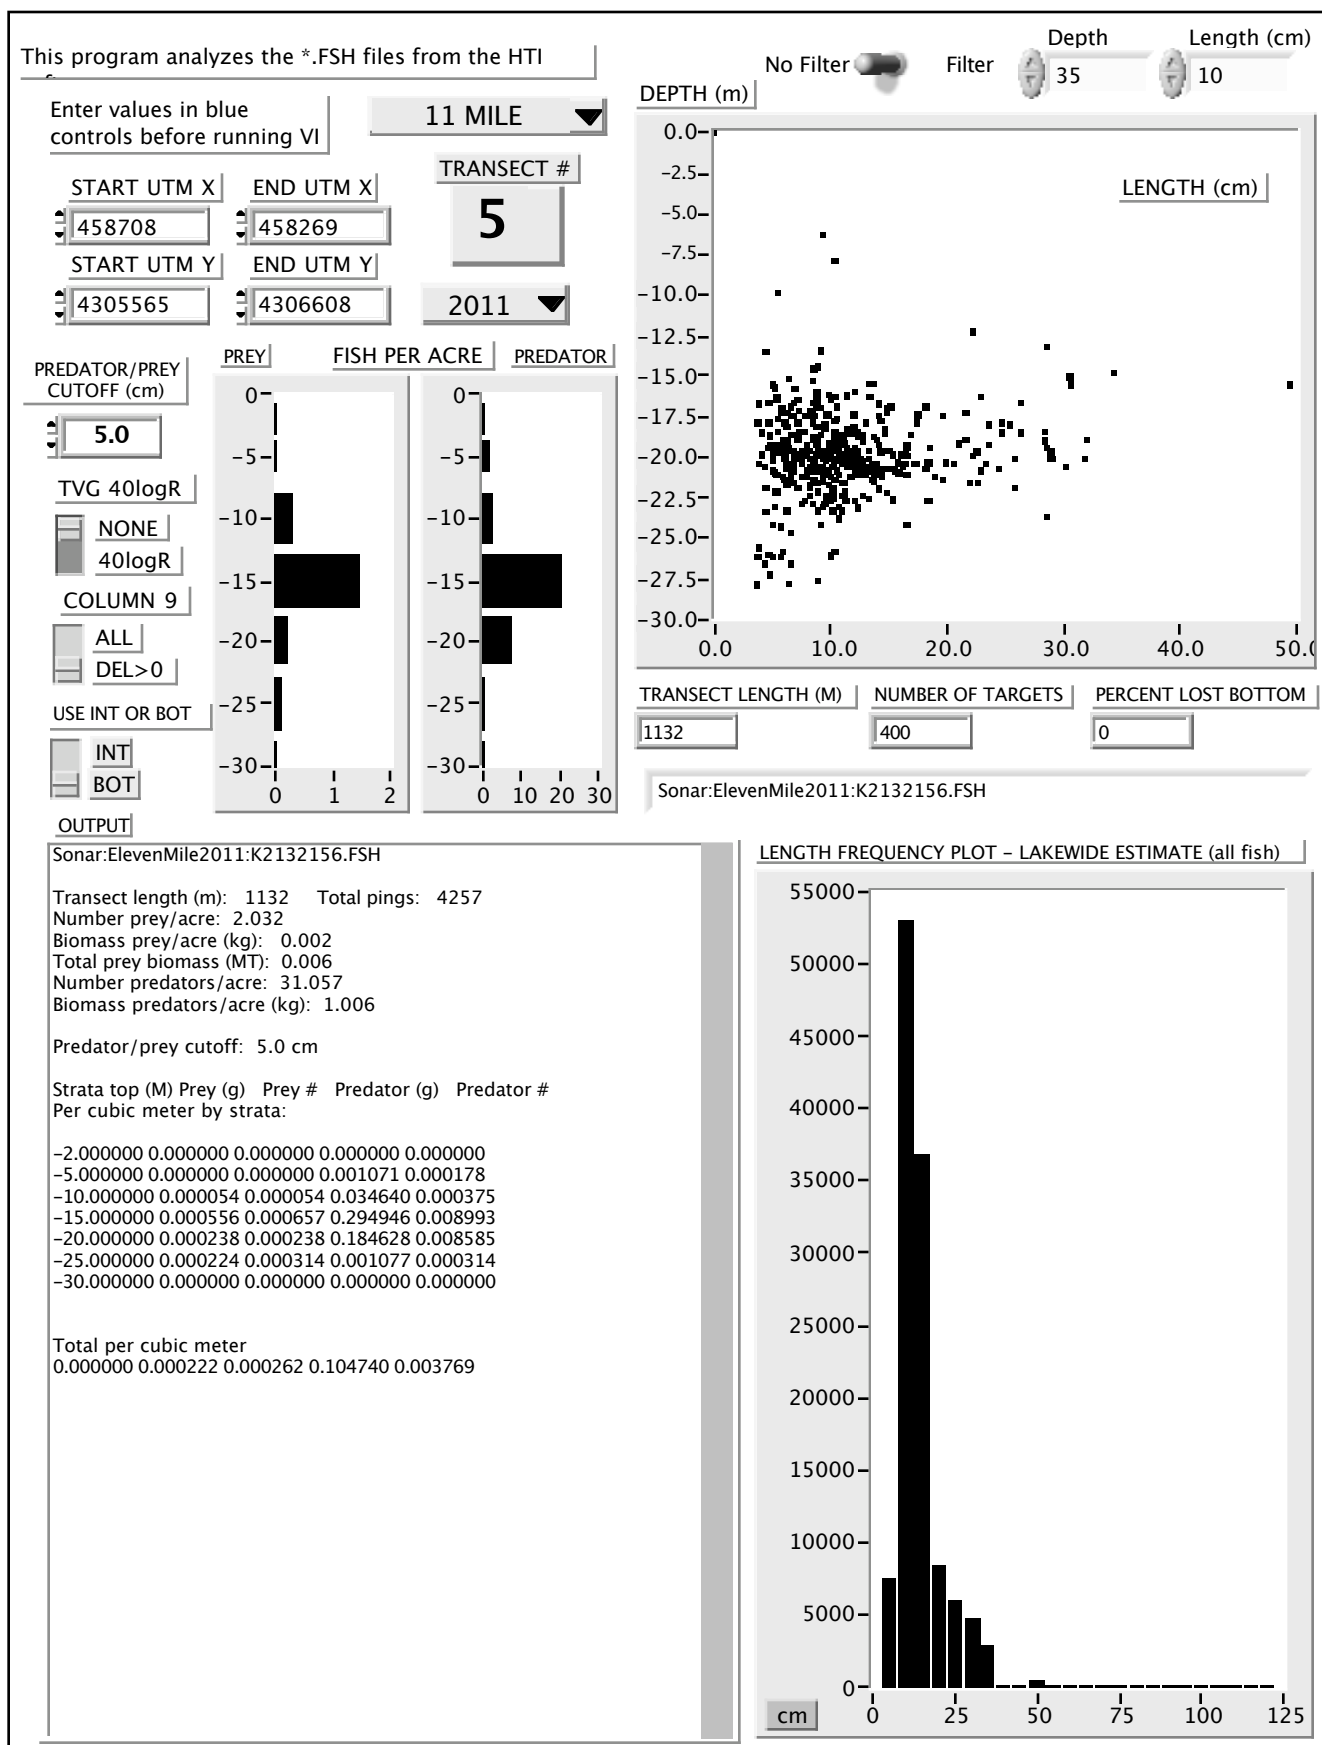 This program analyzes the *.FSH files from the HTI
Enter values in blue
controls before running VI
11 MILE
No Filter
Filter
Depth
35
Length (cm)
10
START UTM X
458708
END UTM X
458269
TRANSECT #
5
START UTM Y
4305565
END UTM Y
4306608
2011
DEPTH (m)
LENGTH (cm)
0.0
-2.5
-5.0
-7.5
-10.0
-12.5
-15.0
-17.5
-20.0
-22.5
-25.0
-27.5
-30.0
0.0 10.0 20.0 30.0 40.0 50.0
PREDATOR/PREY
CUTOFF (cm)
5.0
TVG 40logR
NONE
40logR
COLUMN 9
ALL
DEL>0
USE INT OR BOT
INT
BOT
PREY
FISH PER ACRE
PREDATOR
0
-5
-10
-15
-20
-25
-30
0 1 2
0
-5
-10
-15
-20
-25
-30
0 10 20 30
TRANSECT LENGTH (M)
1132
NUMBER OF TARGETS
400
PERCENT LOST BOTTOM
0
Sonar:ElevenMile2011:K2132156.FSH
OUTPUT
Sonar:ElevenMile2011:K2132156.FSH
Transect length (m): 1132 Total pings: 4257
Number prey/acre: 2.032
Biomass prey/acre (kg): 0.002
Total prey biomass (MT): 0.006
Number predators/acre: 31.057
Biomass predators/acre (kg): 1.006
Predator/prey cutoff: 5.0 cm
Strata top (M) Prey (g) Prey # Predator (g) Predator #
Per cubic meter by strata:
-2.000000 0.000000 0.000000 0.000000 0.000000
-5.000000 0.000000 0.000000 0.001071 0.000178
-10.000000 0.000054 0.000054 0.034640 0.000375
-15.000000 0.000556 0.000657 0.294946 0.008993
-20.000000 0.000238 0.000238 0.184628 0.008585
-25.000000 0.000224 0.000314 0.001077 0.000314
-30.000000 0.000000 0.000000 0.000000 0.000000
Total per cubic meter
0.000000 0.000222 0.000262 0.104740 0.003769
LENGTH FREQUENCY PLOT - LAKEWIDE ESTIMATE (all fish)
55000
50000
45000
40000
35000
30000
25000
20000
15000
10000
5000
0
cm
0 25 50 75 100 125